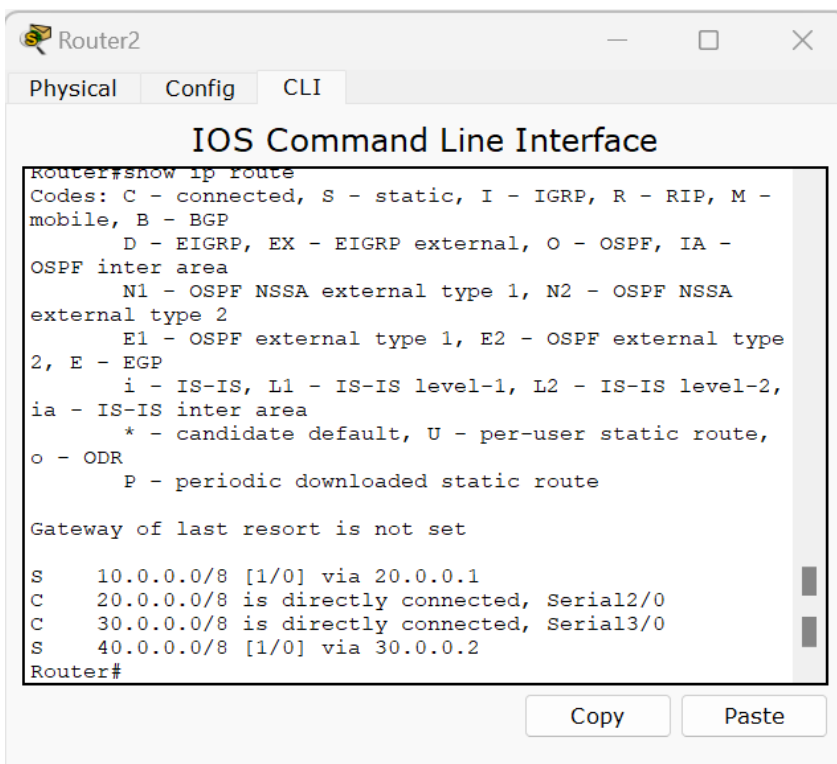 Router2
Physical Config CLI
IOS Command Line Interface
Router#show ip route
Codes: C - connected, S - static, I - IGRP, R - RIP, M -
mobile, B - BGP
       D - EIGRP, EX - EIGRP external, O - OSPF, IA -
OSPF inter area
       N1 - OSPF NSSA external type 1, N2 - OSPF NSSA
external type 2
       E1 - OSPF external type 1, E2 - OSPF external type
2, E - EGP
       i - IS-IS, L1 - IS-IS level-1, L2 - IS-IS level-2,
ia - IS-IS inter area
       * - candidate default, U - per-user static route,
o - ODR
       P - periodic downloaded static route

Gateway of last resort is not set

S    10.0.0.0/8 [1/0] via 20.0.0.1
C    20.0.0.0/8 is directly connected, Serial2/0
C    30.0.0.0/8 is directly connected, Serial3/0
S    40.0.0.0/8 [1/0] via 30.0.0.2
Router#
Copy Paste